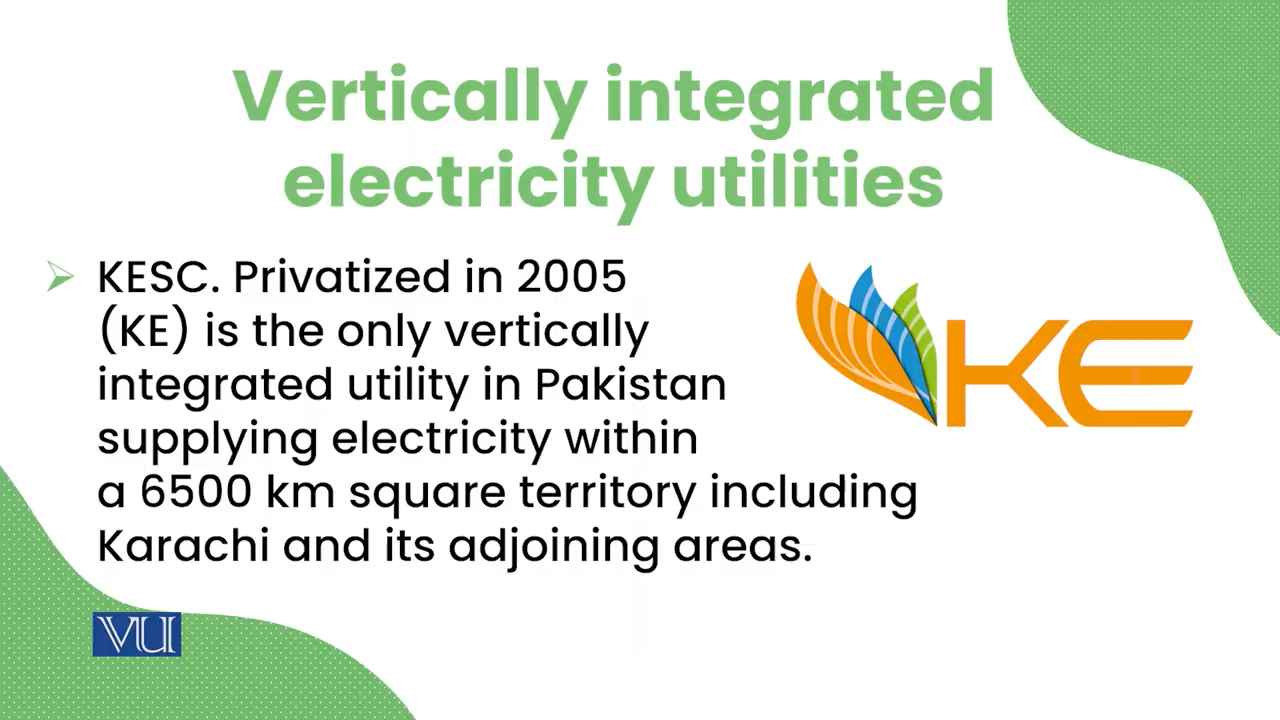 Vertically integrated
electricity utilities
KESC. Privatized in 2005
(KE) is the only vertically
integrated utility in Pakistan
supplying electricity within
a 6500 km square territory including
Karachi and its adjoining areas.
KE
VU